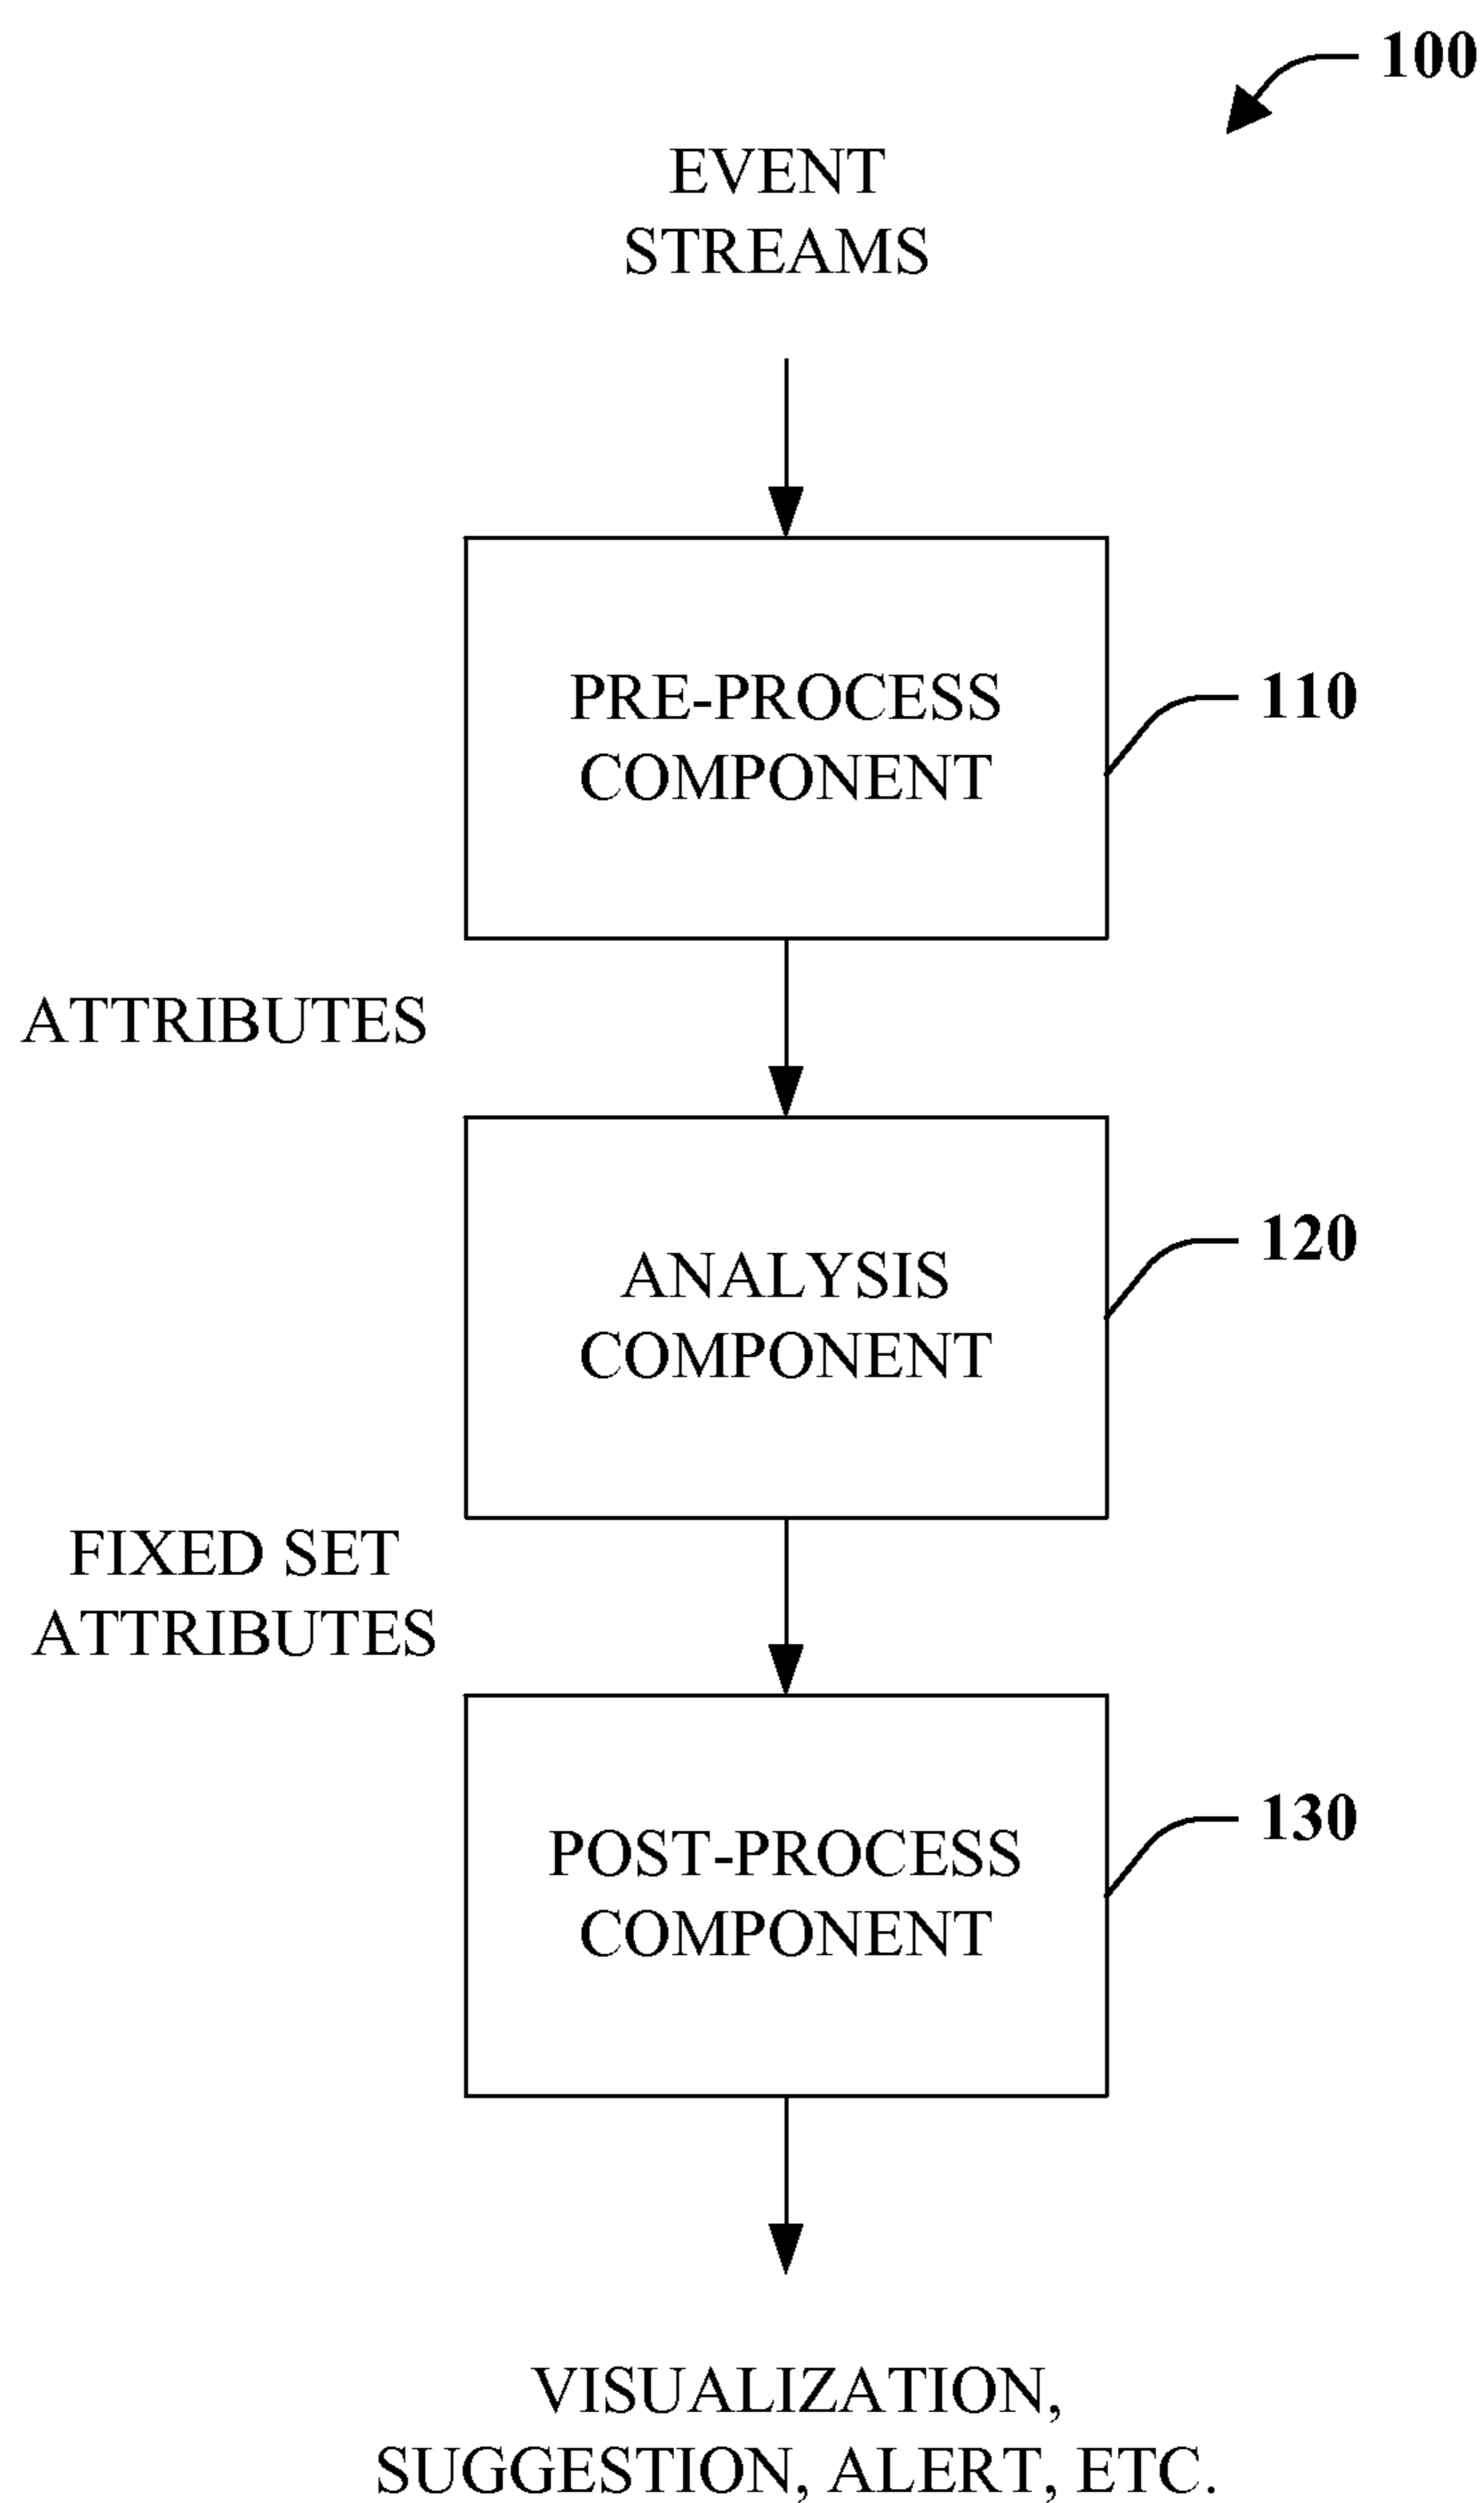 100
EVENT
STREAMS
PRE-PROCESS
COMPONENT
110
ATTRIBUTES
ANALYSIS
COMPONENT
120
FIXED SET
ATTRIBUTES
POST-PROCESS
COMPONENT
130
VISUALIZATION,
SUGGESTION, ALERT, ETC.